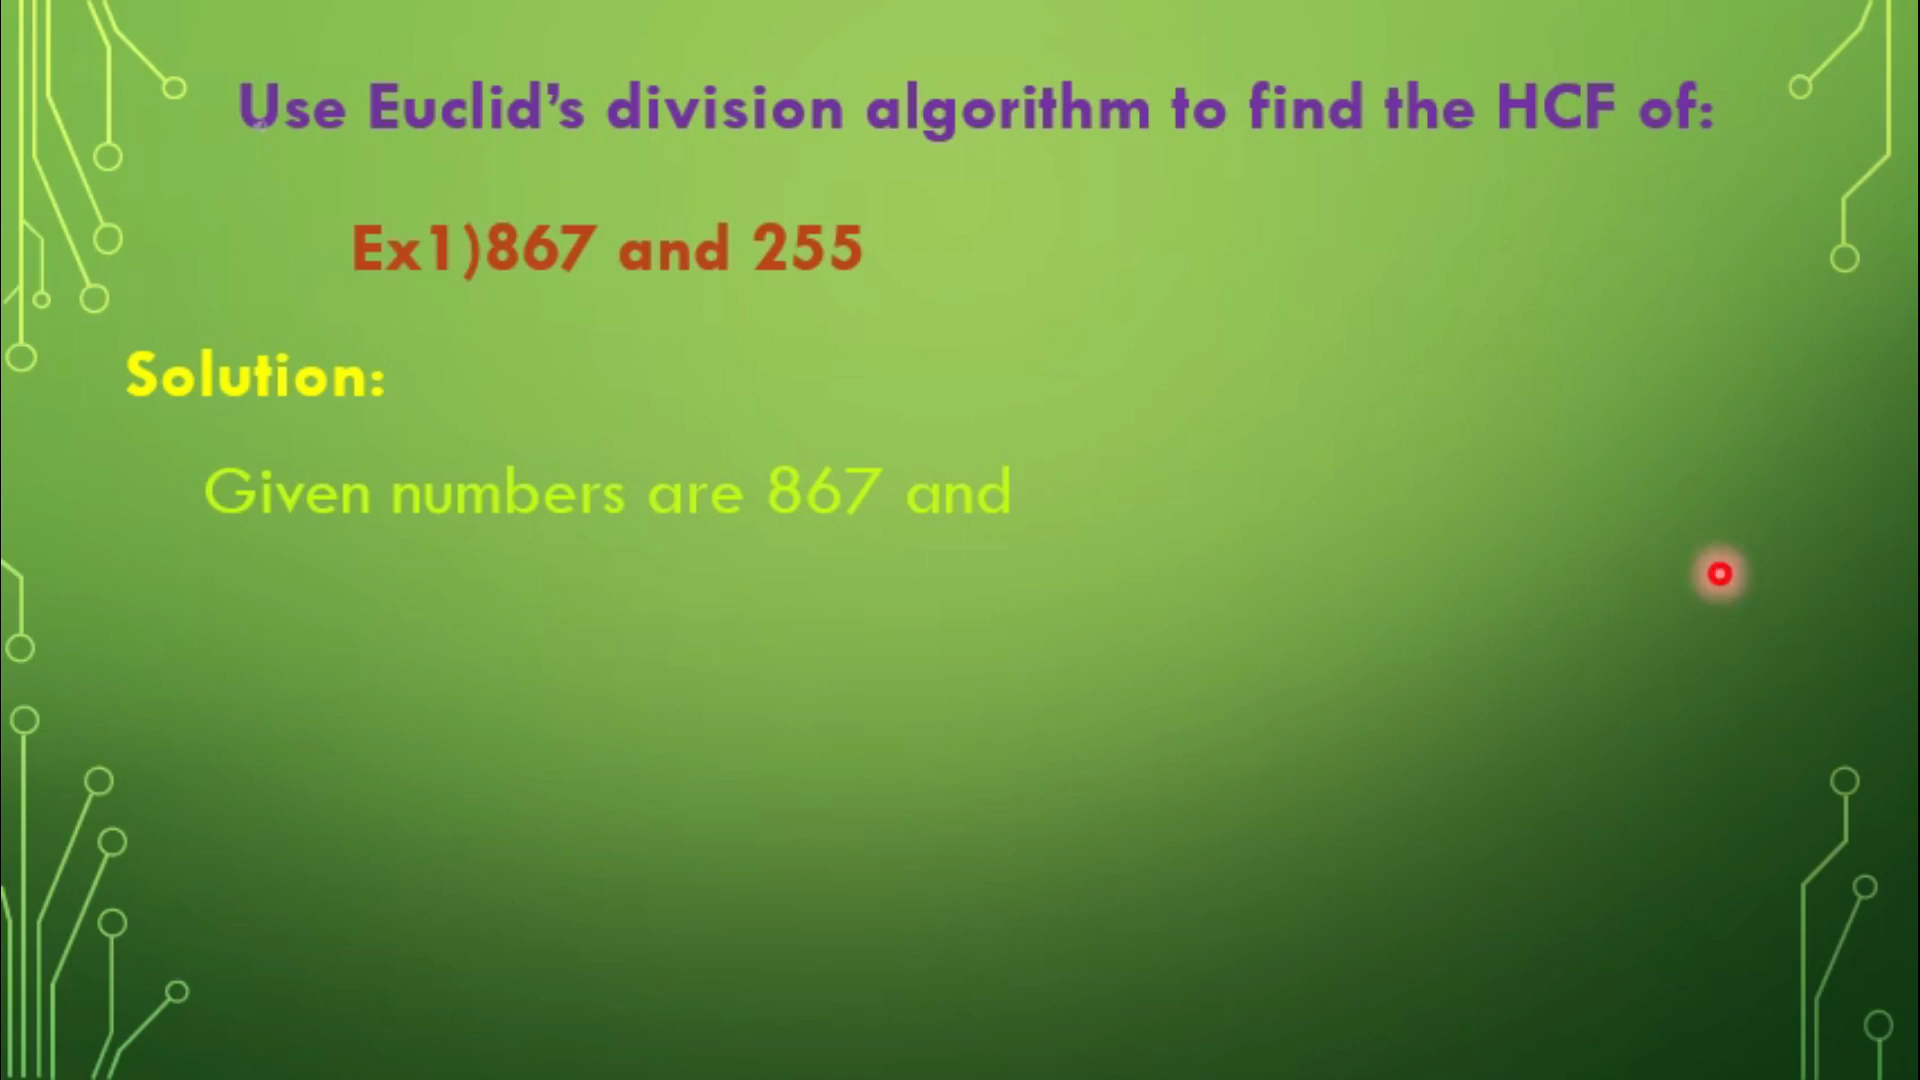 Use Euclid’s division algorithm to find the HCF of:
Ex1)867 and 255
Solution:
Given numbers are 867 and